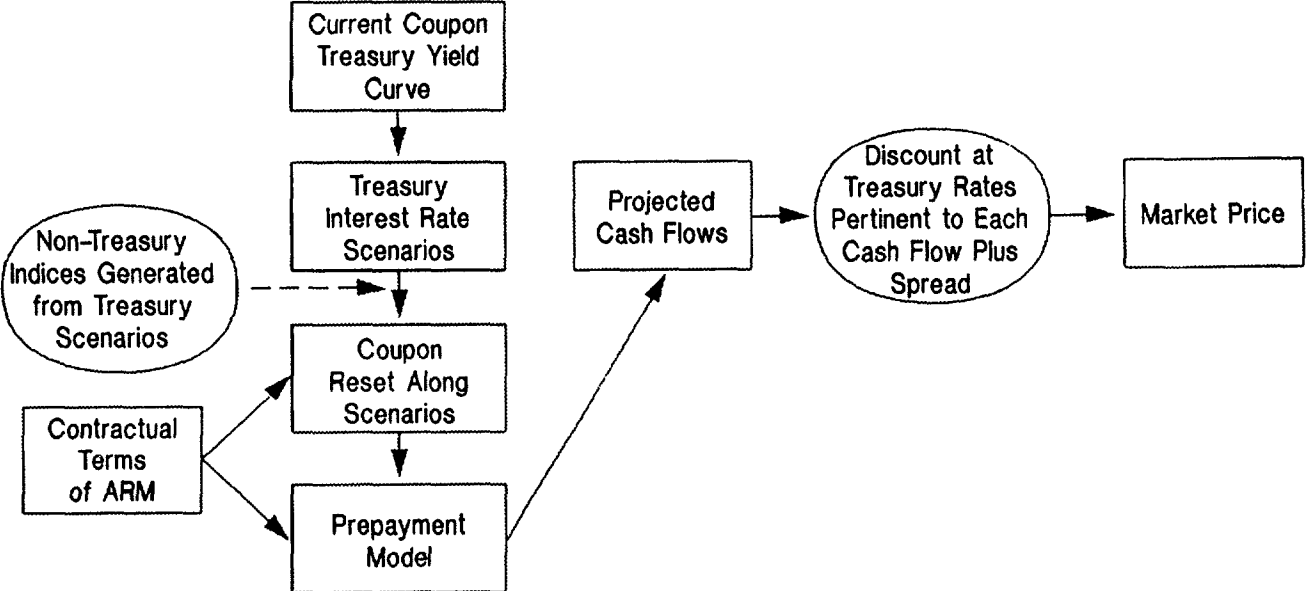 Current Coupon
Treasury Yield
Curve
Treasury
Interest Rate
Scenarios
Non-Treasury
Indices Generated
from Treasury
Scenarios
Coupon
Reset Along
Scenarios
Contractual
Terms
of ARM
Prepayment
Model
Projected
Cash Flows
Discount at
Treasury Rates
Pertinent to Each
Cash Flow Plus
Spread
Market Price